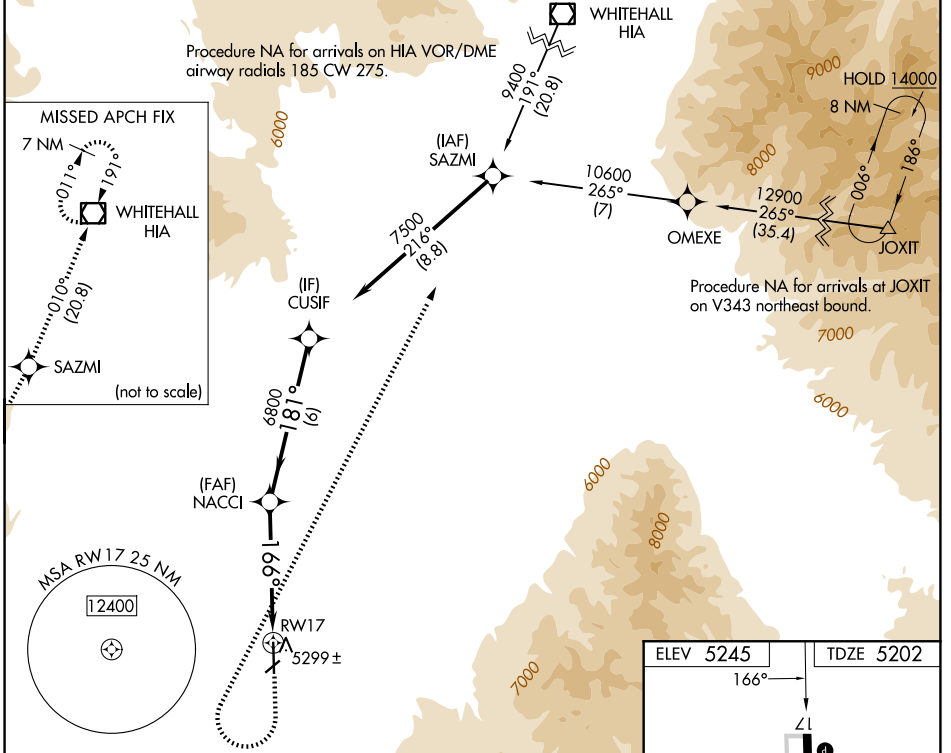 WHITEHALL
HIA
Procedure NA for arrivals on HIA VOR/DME
airway radials 185 CW 275.
9400
191°
(20.8)
9000
HOLD 14000
8 NM
186°
006°
JOXIT
MISSED APCH FIX
7 NM
011°
191°
WHITEHALL
HIA
010°
(20.8)
SAZMI
(not to scale)
6000
(IAF)
SAZMI
8000
10600
265°
(7)
OMEXE
12900
265°
(35.4)
7500
216°
(8.8)
Procedure NA for arrivals at JOXIT
on V343 northeast bound.
7000
6000
(IF)
CUSIF
6800
181°
(6)
(FAF)
NACCI
166°
RW17
5299 ±
6000
8000
7000
MSA RW17 25 NM
12400
ELEV 5245
TDZE 5202
166°
17